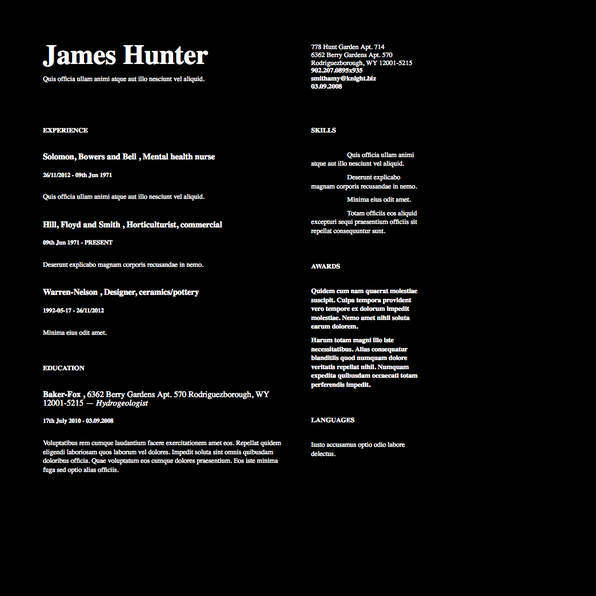 James Hunter
Quis officia ullam animi atque aut illo nesciunt vel aliquid.
778 Hunt Garden Apt. 714
6362 Berry Gardens Apt. 570
Rodriguezborough, WY 12001-5215
902.207.0895x935
smithamy@knight.biz
03.09.2008
EXPERIENCE
Solomon, Bowers and Bell , Mental health nurse
26/11/2012 - 09th Jun 1971
Quis officia ullam animi atque aut illo nesciunt vel aliquid.
Hill, Floyd and Smith , Horticulturist, commercial
09th Jun 1971 - PRESENT
Deserunt explicabo magnam corporis recusandae in nemo.
Warren-Nelson , Designer, ceramics/pottery
1992-05-17 - 26/11/2012
Minima eius odit amet.
EDUCATION
Baker-Fox , 6362 Berry Gardens Apt. 570 Rodriguezborough, WY
12001-5215 — Hydrogeologist
17th July 2010 - 03.09.2008
Voluptatibus rem cumque laudantium facere exercitationem amet eos. Repellat quidem
eligendi laboriosam quos laborum vel dolores. Impedit soluta sint omnis quibusdam
doloribus officia. Quae voluptatum eos cumque dolores praesentium. Eos iste minima
fuga sed optio alias officiis.
SKILLS
Quis officia ullam animi
atque aut illo nesciunt vel aliquid.
Deserunt explicabo
magnam corporis recusandae in nemo.
Minima eius odit amet.
Totam officiis eos aliquid
excepturi sequi praesentium officiis sit
repellat consequuntur sunt.
AWARDS
Quidem cum nam quaerat molestiae
suscipit. Culpa tempora provident
vero tempore ex dolorum impedit
molestiae. Nemo amet nihil soluta
earum dolorem.
Harum totam magni illo iste
necessitatibus. Alias consequatur
blanditiis quod numquam dolore
veritatis repellat nihil. Numquam
expedita quibusdam occaecati totam
perferendis impedit.
LANGUAGES
Iusto accusamus optio odio labore
delectus.